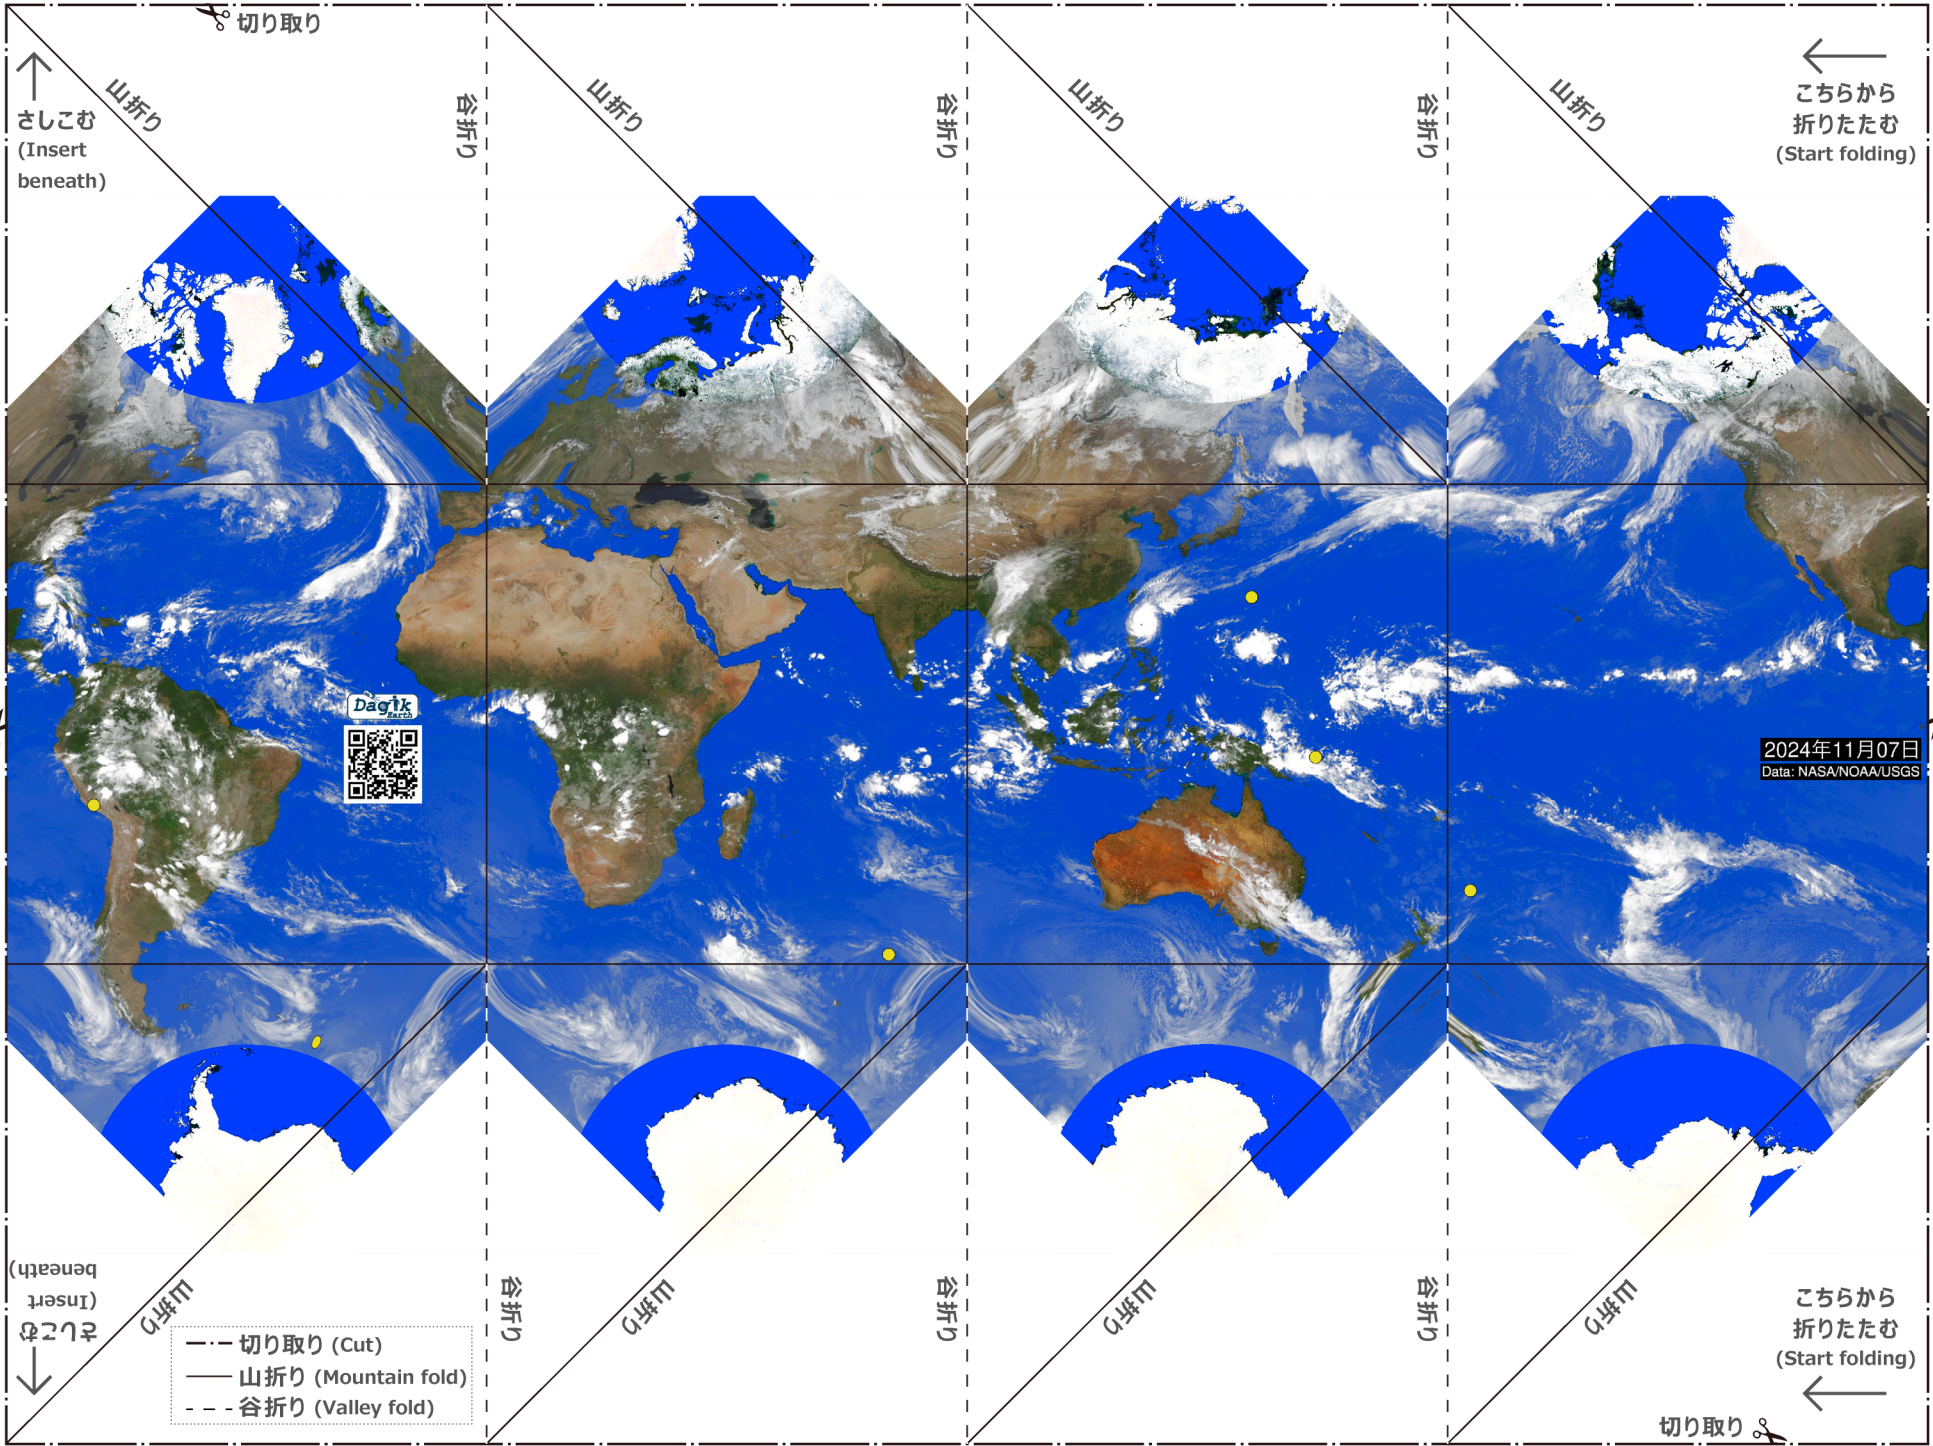 切り取り
山折り
谷折り
山折り
谷折り
山折り
谷折り
山折り
さしこむ
(Insert
beneath)
こちらから
折りたたむ
(Start folding)
Dagik
Earth
2024年11月07日
Data: NASA/NOAA/USGS
さしこむ
(Insert
beneath)
山折り
谷折り
山折り
谷折り
山折り
谷折り
山折り
こちらから
折りたたむ
(Start folding)
切り取り (Cut)
山折り (Mountain fold)
谷折り (Valley fold)
切り取り